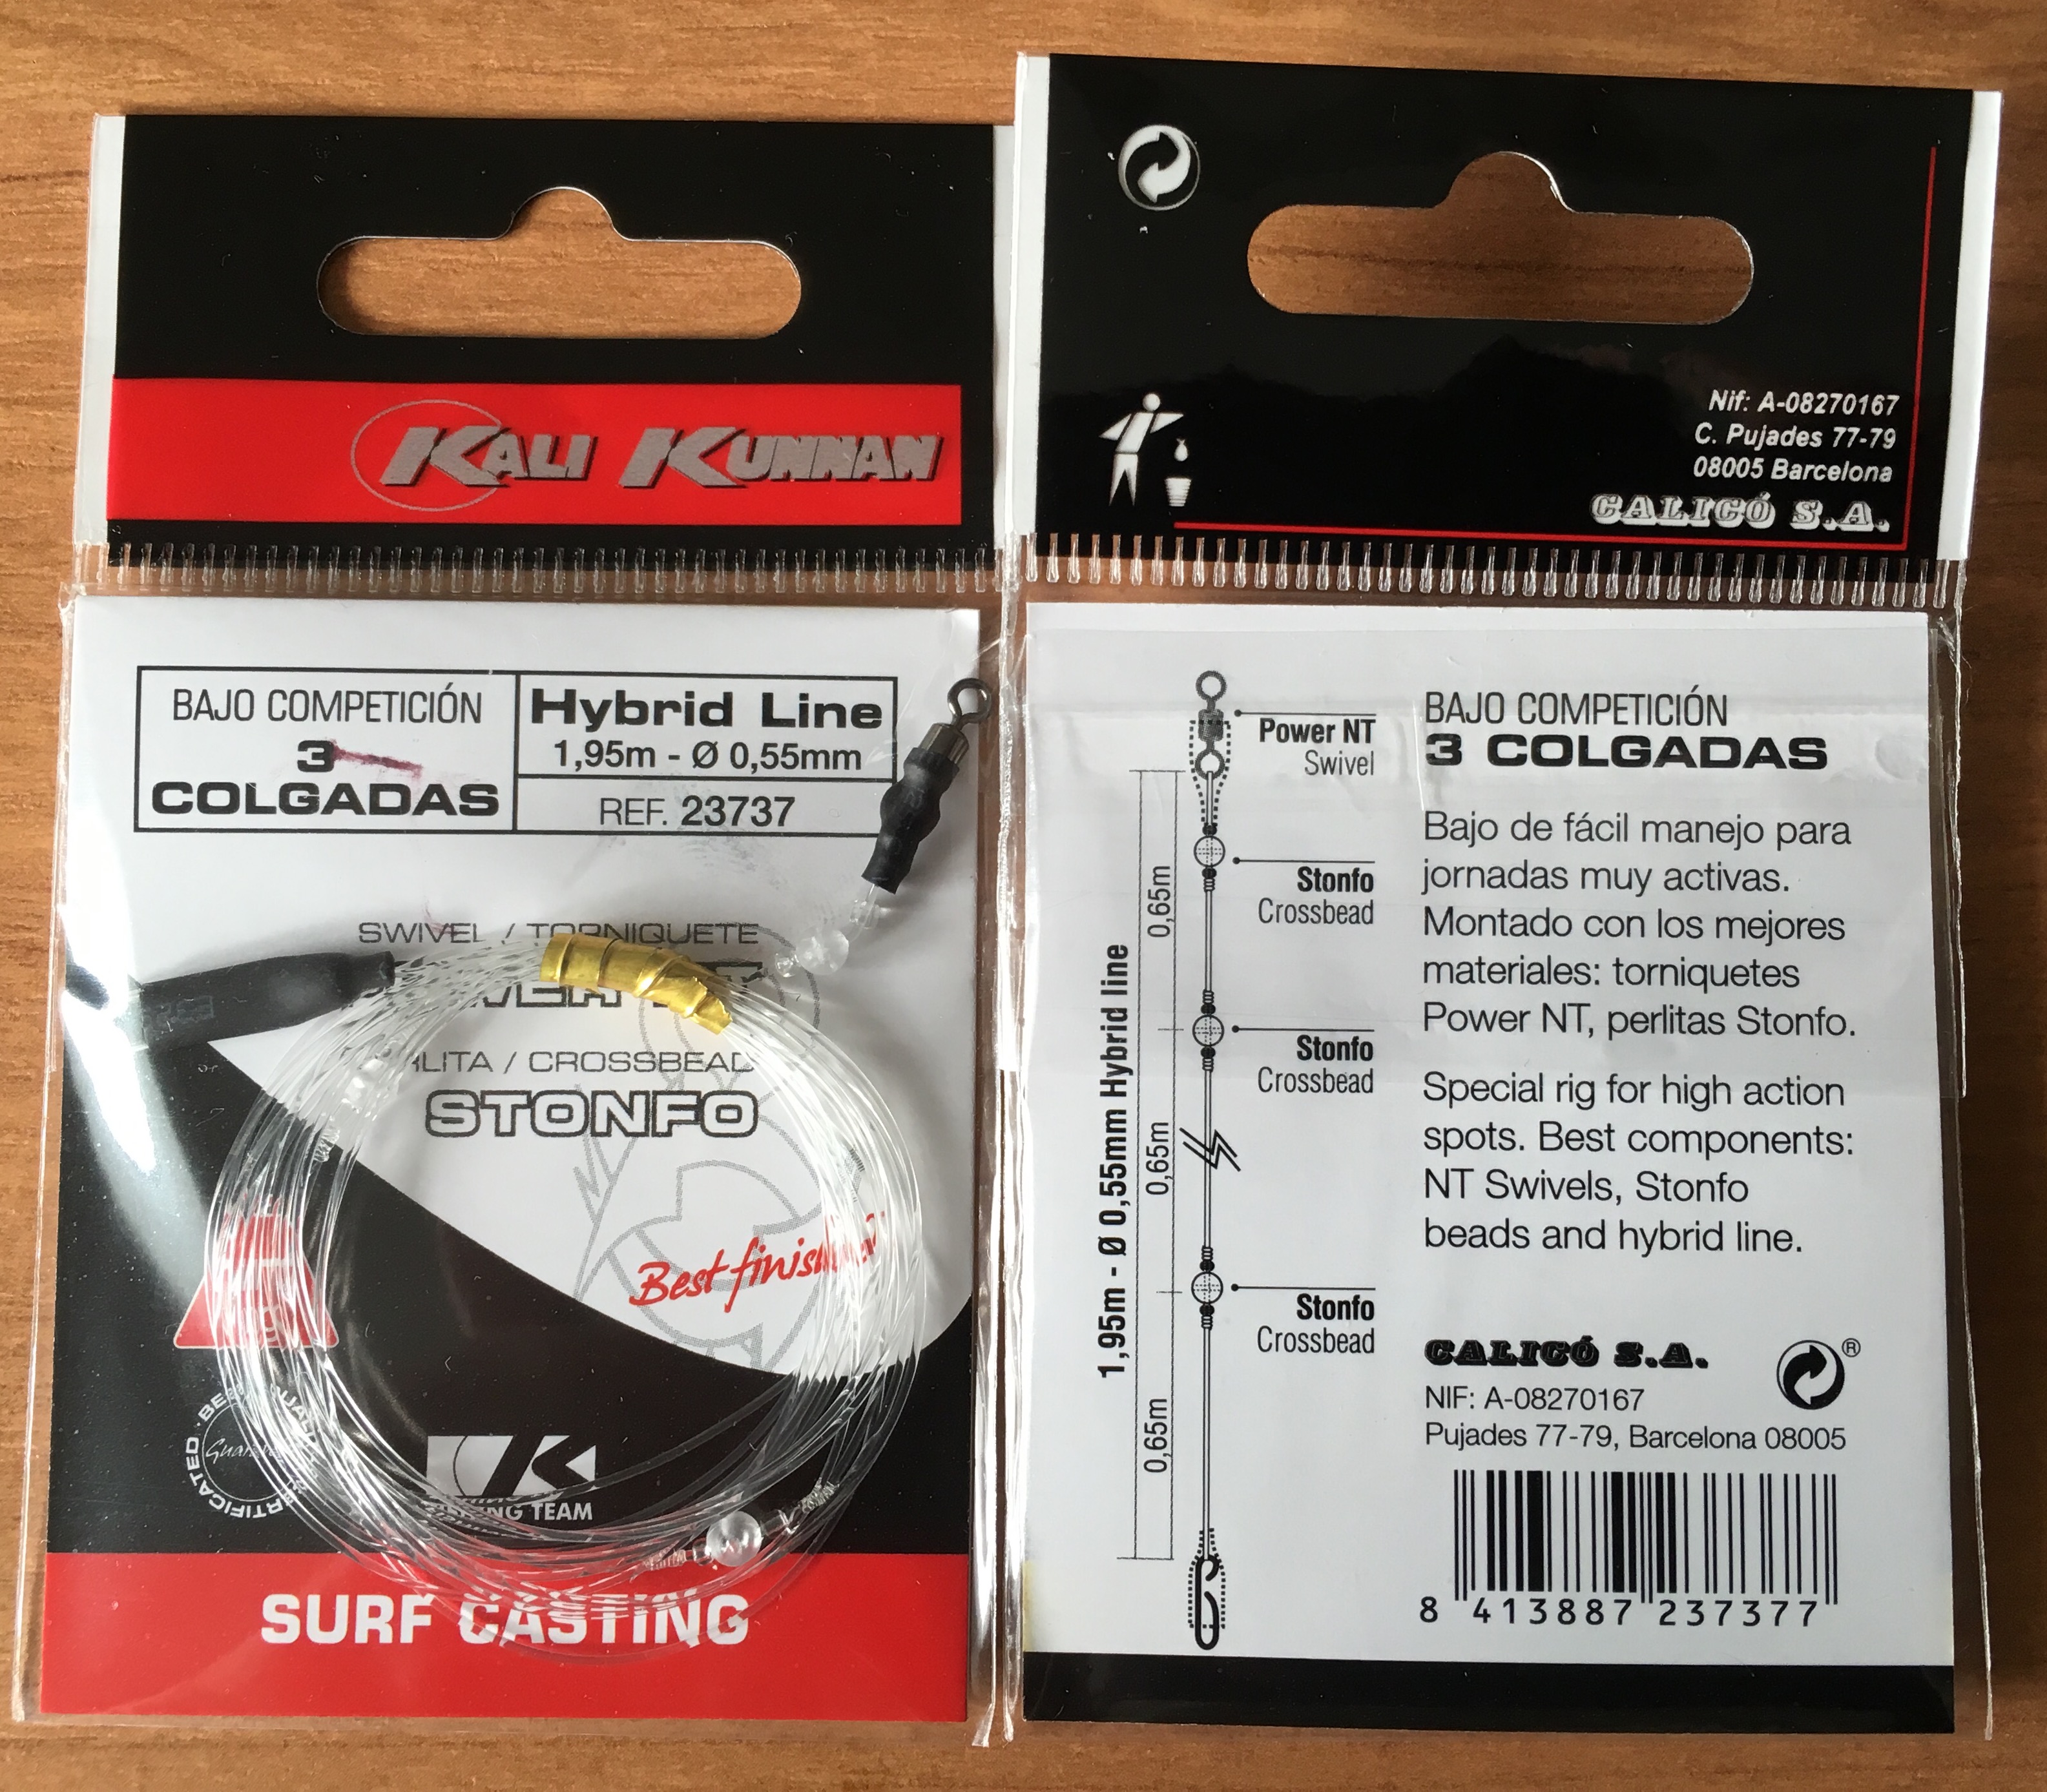 KALI KUNNAN
BAJO COMPETICIÓN
3
COLGADAS
Hybrid Line
1,95m - Ø 0,55mm
REF. 23737
SWIVEL / TORNIQUETE
CROSSBEAD
STONFO
Best
TEAM
SURF CASTING
Nif: A-08270167
C. Pujades 77-79
08005 Barcelona
CALICÓ S.A.
Power NT
Swivel
Stonfo
Crossbead
Stonfo
Crossbead
Stonfo
Crossbead
0,65m
0,65m
0,65m
1,95m - Ø 0,55mm Hybrid line
BAJO COMPETICIÓN
3 COLGADAS
Bajo de fácil manejo para
jornadas muy activas.
Montado con los mejores
materiales: torniquetes
Power NT, perlitas Stonfo.
Special rig for high action
spots. Best components:
NT Swivels, Stonfo
beads and hybrid line.
CALICÓ S.A.
®
NIF: A-08270167
Pujades 77-79, Barcelona 08005
8 413887 237377